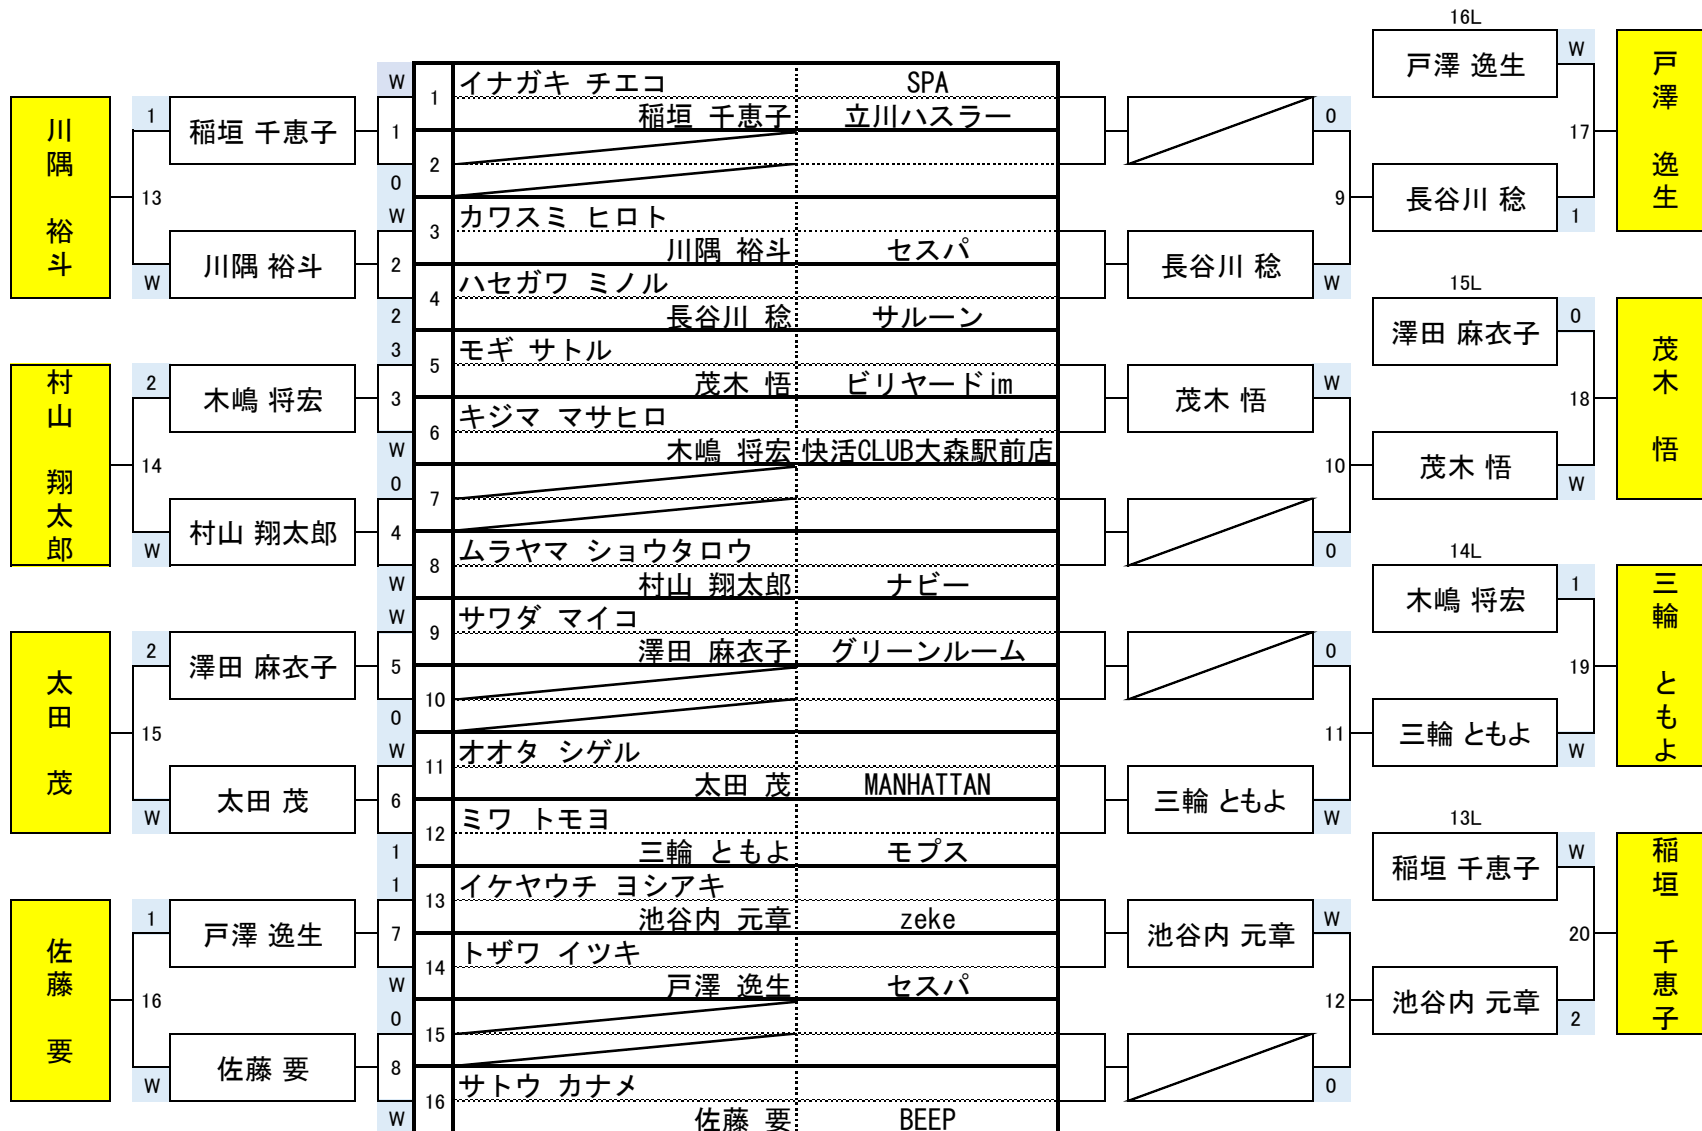 16L
W イナガキ チエコ SPA 戸澤 逸生 W
1
1 稲垣 千恵子 1 稲垣 千恵子 立川ハスラー 0 17 戸澤 逸生
川隅 裕斗 2
13 0 9 長谷川 稔 1
W カワスミ ヒロト
3
川隅 裕斗 2 川隅 裕斗 セスパ 長谷川 稔
W 4 ハセガワ ミノル W 15L
2 長谷川 稔 サルーン 澤田 麻衣子 0
3 モギ サトル
5
村山 翔太郎 2 木嶋 将宏 3 茂木 悟 ビリヤードjm 茂木 悟 W 18 茂木 悟
6 キジマ マサヒロ
14 W 木嶋 将宏 快活CLUB大森駅前店 10 茂木 悟 W
0 7
村山 翔太郎 4
W 8 ムラヤマ ショウタロウ 0 14L
W 村山 翔太郎 ナビー 木嶋 将宏 1
W サワダ マイコ
9
太田 茂 2 澤田 麻衣子 5 澤田 麻衣子 グリーンルーム 0 19 三輪 ともよ
10
15 0 11 三輪 ともよ W
W オオタ シゲル
11
太田 茂 6 太田 茂 MANHATTAN 三輪 ともよ
W 12 ミワ トモヨ W 13L
1 三輪 ともよ モプス 稲垣 千恵子 W
1 イケヤウチ ヨシアキ
13
佐藤 要 1 戸澤 逸生 7 池谷内 元章 zeke 池谷内 元章 W 20 稲垣 千恵子
14 トザワ イツキ
16 W 戸澤 逸生 セスパ 12 池谷内 元章 2
0 15
佐藤 要 8
W 16 サトウ カナメ 0
W 佐藤 要 BEEP